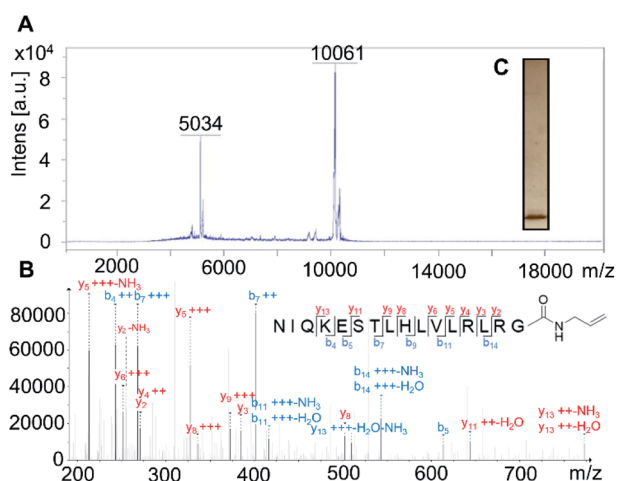 A
x10⁴
10061
C
8
5034
6
Intens [a.u.]
4
2
0
2000 6000 10000 14000 18000 m/z
B
y₅ +++-NH₃
b₄ ++ b₇ +++
b₇ ++
80000
y₅ +++
y₁₃ y₁₁ y₉ y₈ y₆ y₅ y₄ y₃ y₂
NIQKESTLHLVLRLRG
O
N
H
b₄ b₅ b₇ b₉ b₁₁ b₁₄
y₂ -NH₃
60000
y₆ +++
b₁₄ +++-NH₃
b₁₄ +++-H₂O
40000
y₄ ++
y₂
y₉ +++
y₃
b₁₁ +++-NH₃
b₁₁ +++-H₂O
y₈
20000
y₈ +++
y₁₃ +++-H₂O-NH₃
b₅
y₁₁ ++-H₂O
y₁₃ ++-NH₃
y₁₃ ++-H₂O
0
200 300 400 500 600 700 m/z